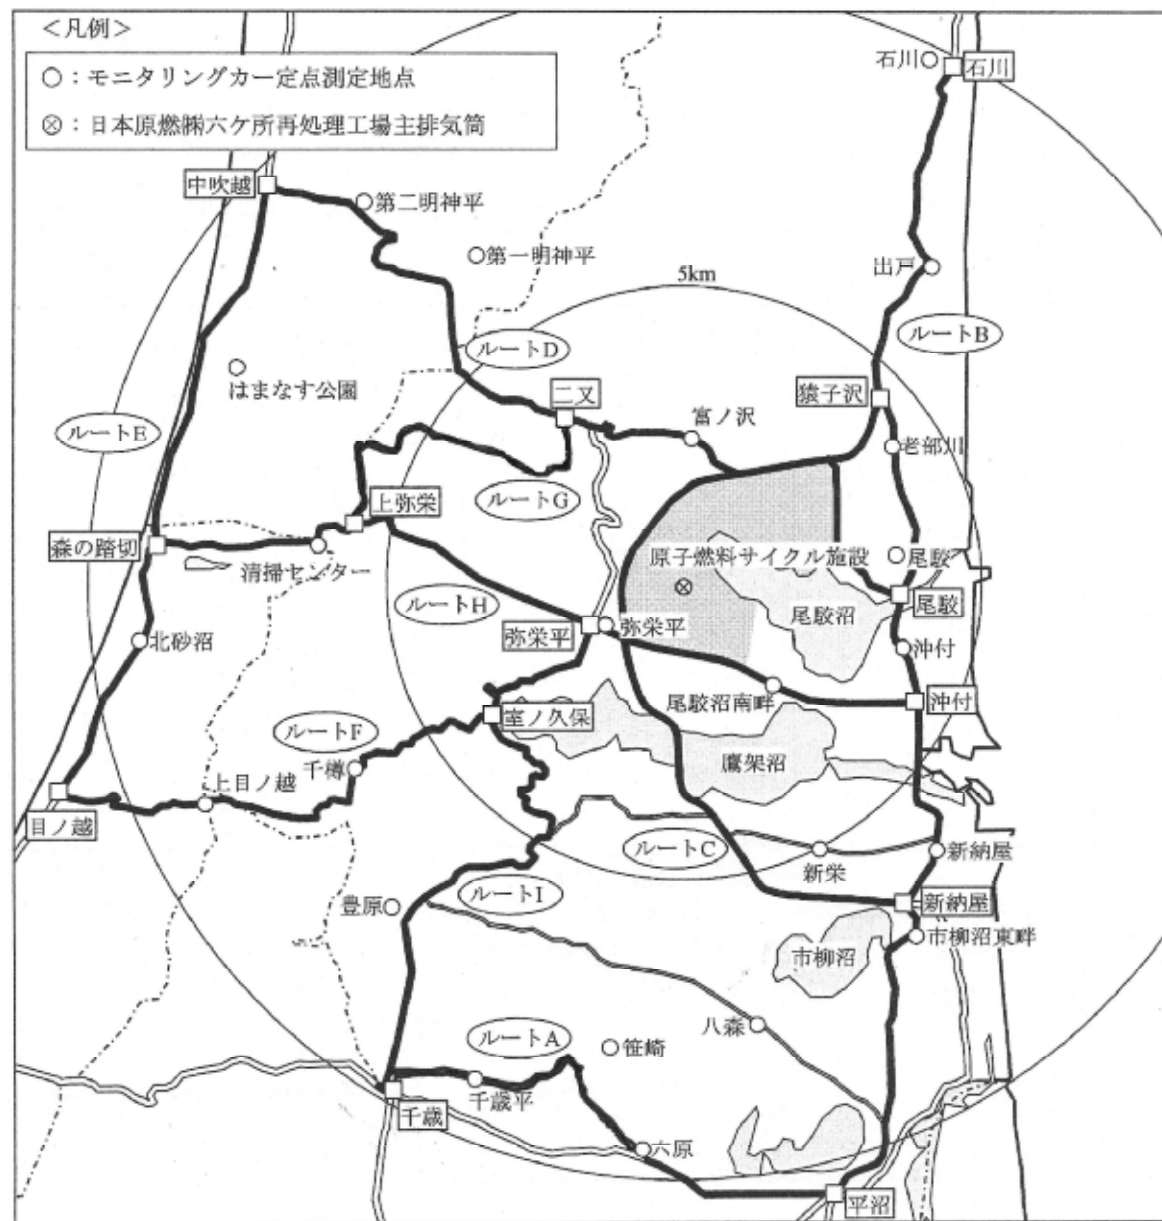 ＜凡例＞
○：モニタリングカー定点測定地点
⊗：日本原燃㈱六ケ所再処理工場主排気筒
石川
石川
中吹越
第二明神平
第一明神平
出戸
5km
ルートB
ルートD
はまなす公園
二又
猿子沢
富ノ沢
ルートE
老部川
上弥栄
ルートG
森の踏切
清掃センター
原子燃料サイクル施設
尾駮
尾駮
尾駮沼
ルートH
弥栄平
弥栄平
北砂沼
沖付
沖付
尾駮沼南畔
室ノ久保
ルートF
千樽
鷹架沼
上目ノ越
目ノ越
ルートC
新栄
新納屋
新納屋
ルートI
豊原
市柳沼東畔
市柳沼
八森
ルートA
笹崎
千歳平
千歳
六原
平沼